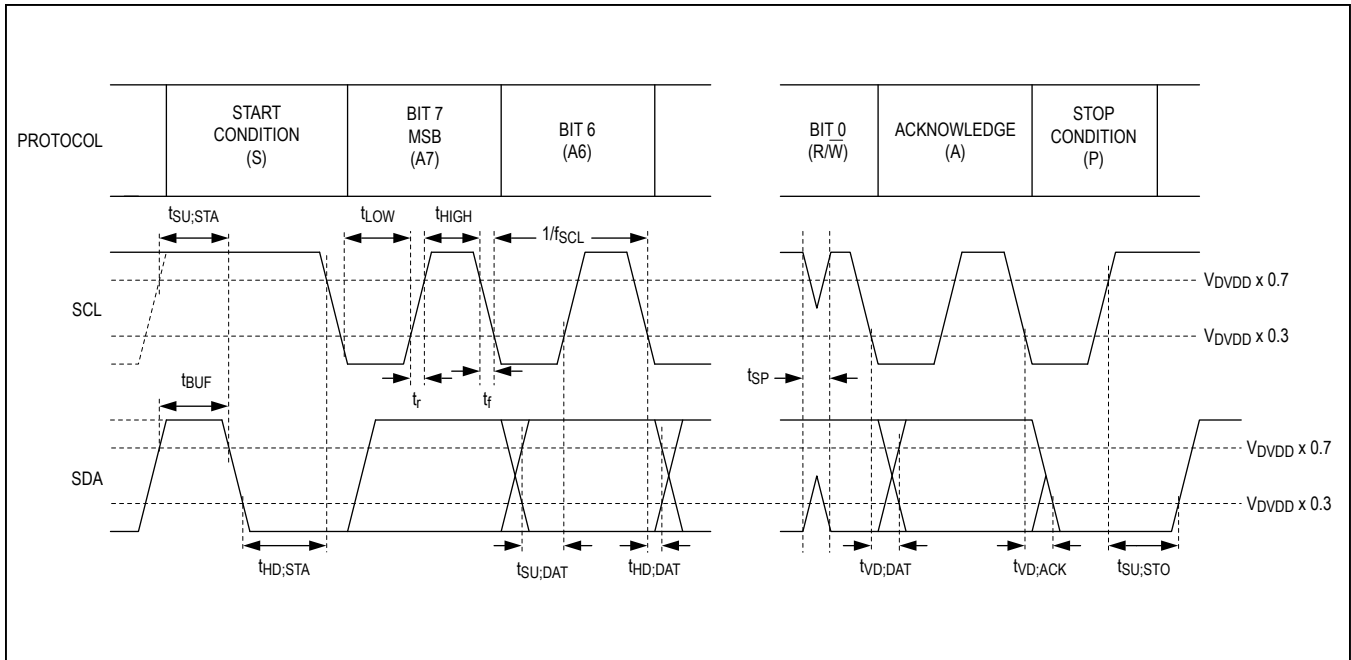 PROTOCOL
START
CONDITION
(S)
BIT 7
MSB
(A7)
BIT 6
(A6)
BIT 0
(R/W̅)
ACKNOWLEDGE
(A)
STOP
CONDITION
(P)
tSU;STA
tLOW
tHIGH
1/fSCL
SCL
VDVDD x 0.7
VDVDD x 0.3
tBUF
tr
tf
tSP
SDA
VDVDD x 0.7
VDVDD x 0.3
tHD;STA
tSU;DAT
tHD;DAT
tVD;DAT
tVD;ACK
tSU;STO